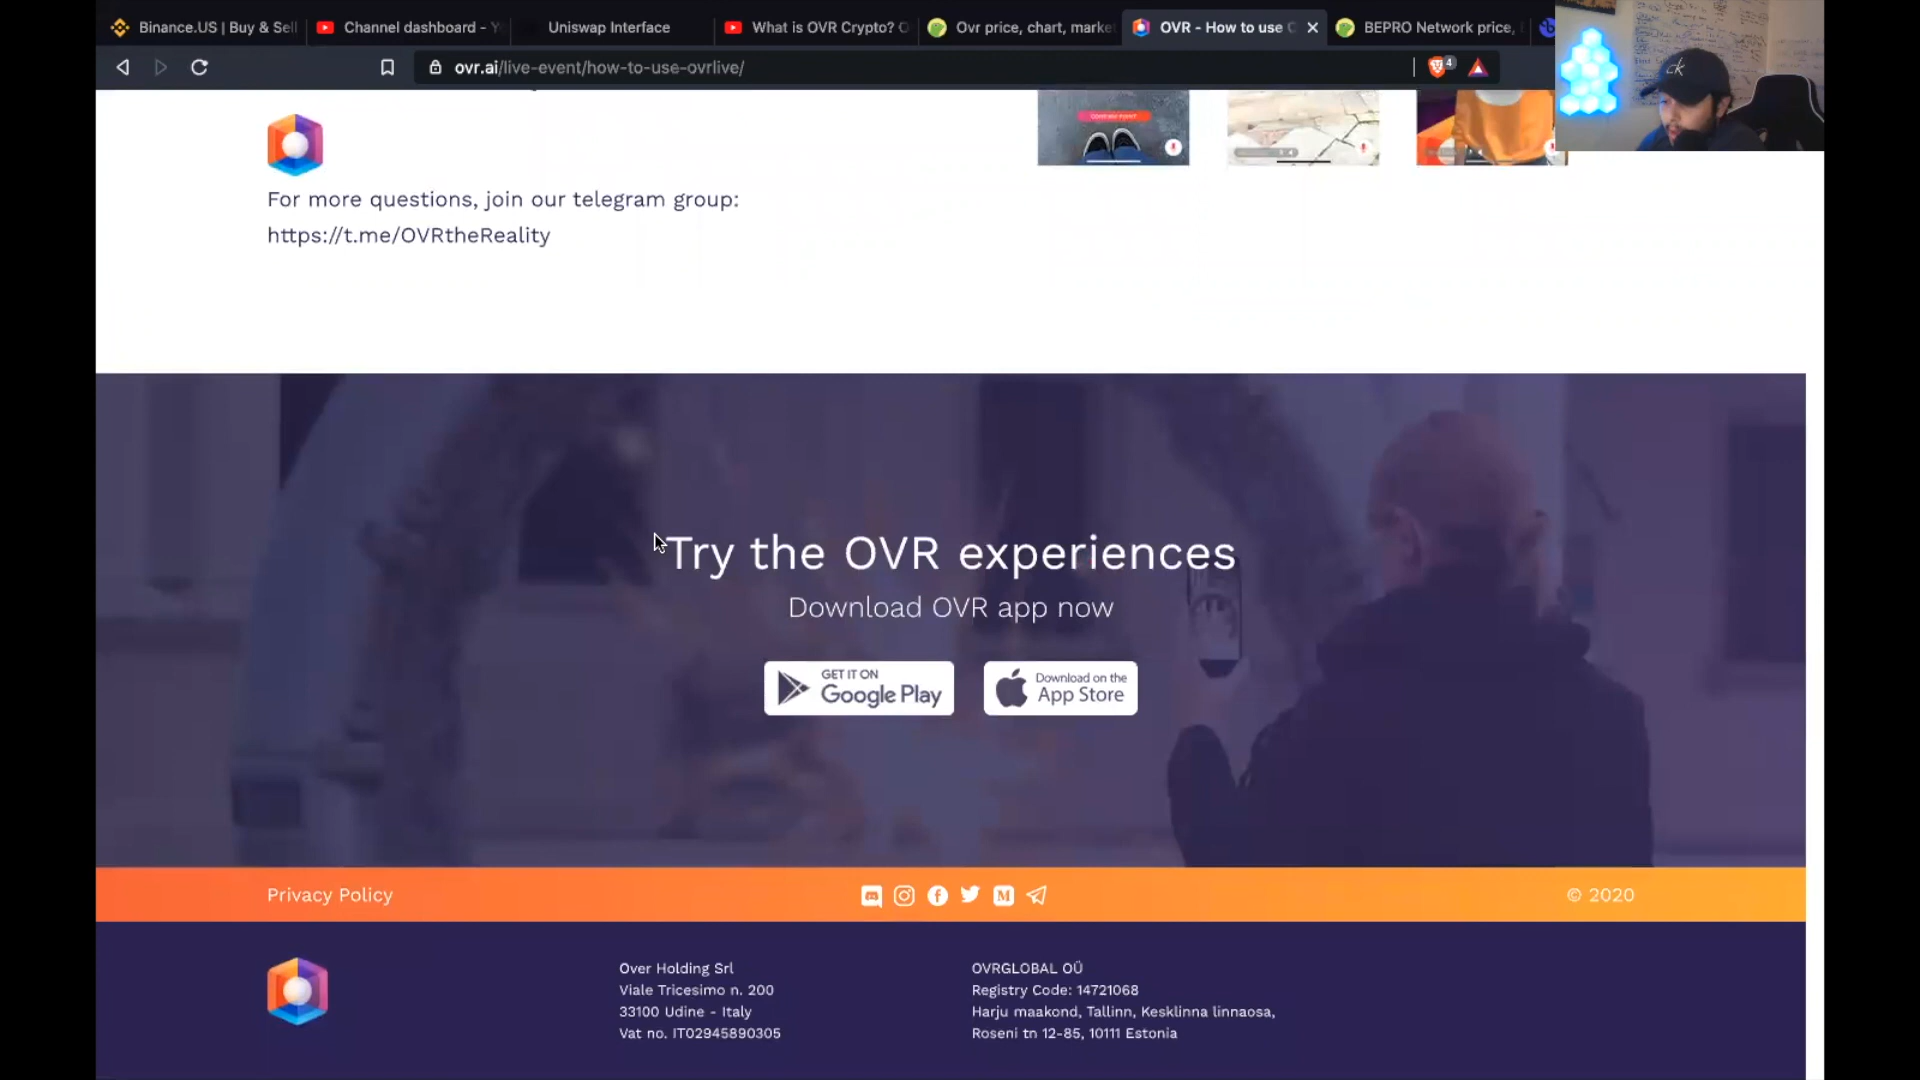 Binance.US | Buy & Sell
Channel dashboard - Y
Uniswap Interface
What is OVR Crypto? O
Ovr price, chart, marke
OVR - How to use O
BEPRO Network price,
ovr.ai/live-event/how-to-use-ovrlive/
4
ck
For more questions, join our telegram group:
https://t.me/OVRtheReality
Try the OVR experiences
Download OVR app now
GET IT ON
Google Play
Download on the
App Store
Privacy Policy
© 2020
Over Holding Srl
Viale Tricesimo n. 200
33100 Udine - Italy
Vat no. IT02945890305
OVRGLOBAL OÜ
Registry Code: 14721068
Harju maakond, Tallinn, Kesklinna linnaosa,
Roseni tn 12-85, 10111 Estonia